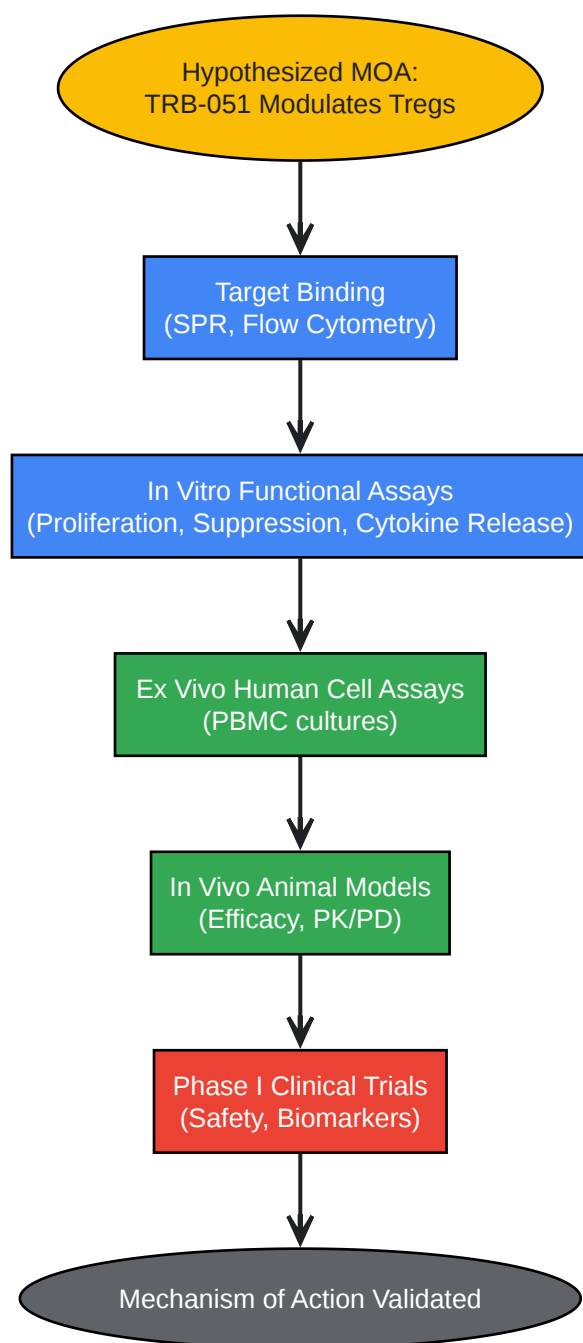 Hypothesized MOA:
TRB-051 Modulates Tregs
Target Binding
(SPR, Flow Cytometry)
In Vitro Functional Assays
(Proliferation, Suppression, Cytokine Release)
Ex Vivo Human Cell Assays
(PBMC cultures)
In Vivo Animal Models
(Efficacy, PK/PD)
Phase I Clinical Trials
(Safety, Biomarkers)
Mechanism of Action Validated